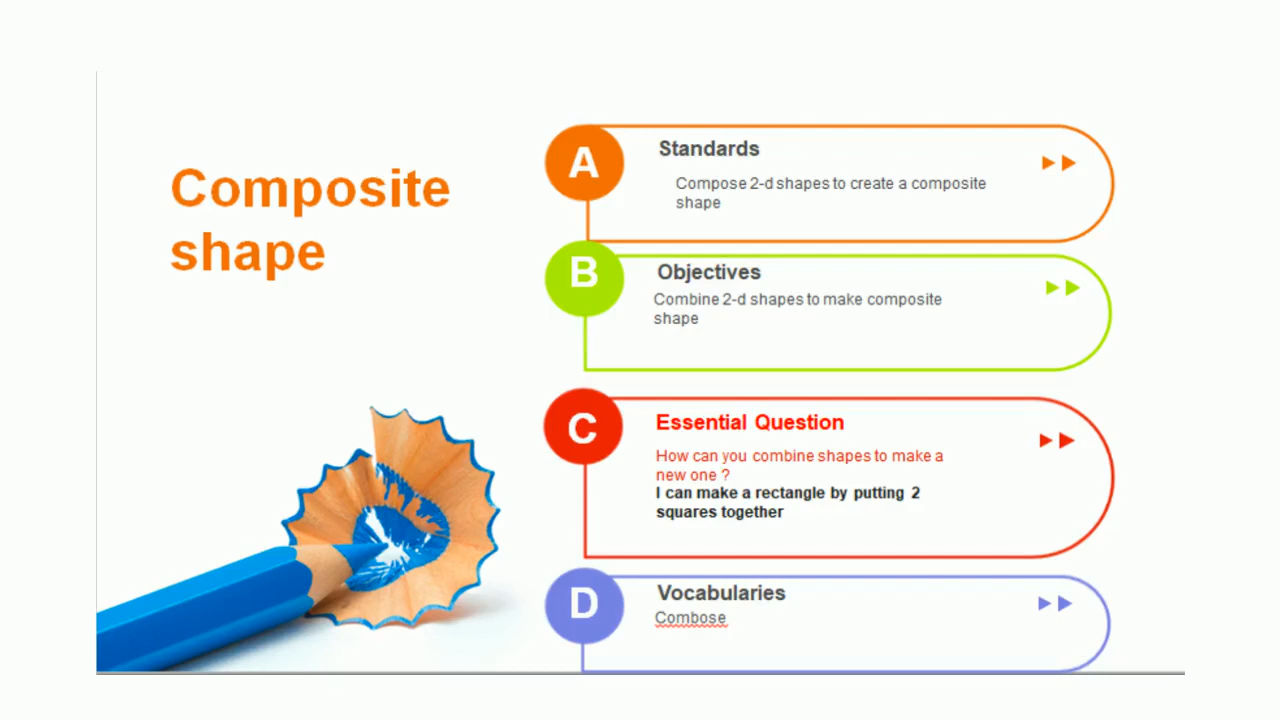 Composite
shape
A
Standards
Compose 2-d shapes to create a composite
shape
B
Objectives
Combine 2-d shapes to make composite
shape
C
Essential Question
How can you combine shapes to make a
new one ?
I can make a rectangle by putting 2
squares together
D
Vocabularies
Combose